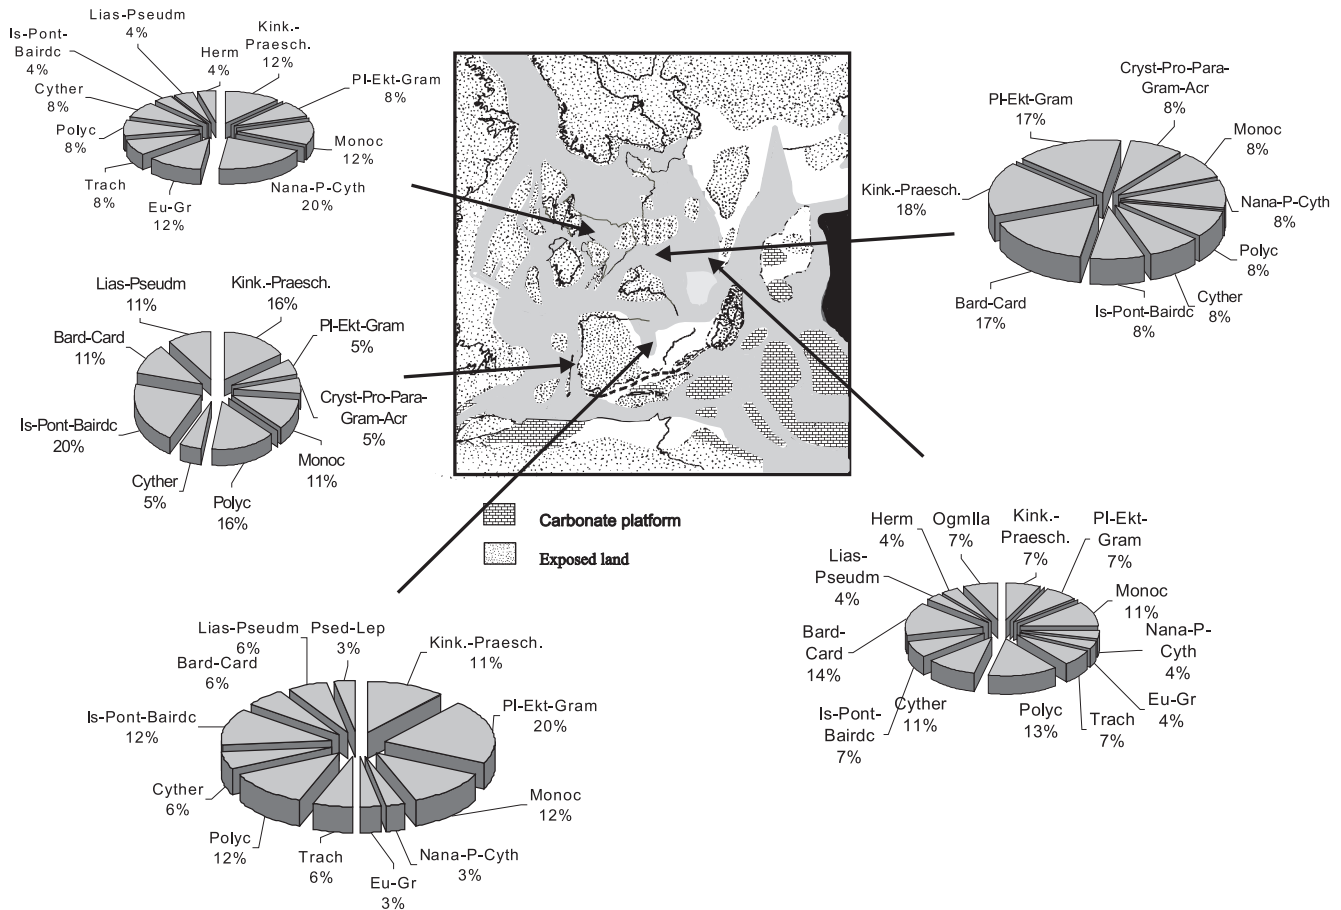 Lias-Pseudm
4%
Is-Pont-
Bairdc
4%
Herm
4%
Kink.-
Praesch.
12%
Cyther
8%
Pl-Ekt-Gram
8%
Polyc
8%
Monoc
12%
Trach
8%
Eu-Gr
12%
Nana-P-Cyth
20%
Cryst-Pro-Para-
Gram-Acr
8%
Pl-Ekt-Gram
17%
Monoc
8%
Kink.-Praesch.
18%
Nana-P-Cyth
8%
Polyc
8%
Bard-Card
17%
Is-Pont-Bairdc
8%
Cyther
8%
Lias-Pseudm
11%
Kink.-Praesch.
16%
Bard-Card
11%
Pl-Ekt-Gram
5%
Cryst-Pro-Para-
Gram-Acr
5%
Is-Pont-Bairdc
20%
Monoc
11%
Cyther
5%
Polyc
16%
Carbonate platform
Exposed land
Herm
4%
Ogmlla
7%
Kink.-
Praesch.
7%
Pl-Ekt-
Gram
7%
Lias-
Pseudm
4%
Monoc
11%
Bard-
Card
14%
Nana-P-
Cyth
4%
Is-Pont-
Bairdc
7%
Cyther
11%
Polyc
13%
Trach
7%
Eu-Gr
4%
Lias-Pseudm
6%
Psed-Lep
3%
Kink.-Praesch.
11%
Bard-Card
6%
Pl-Ekt-Gram
20%
Is-Pont-Bairdc
12%
Cyther
6%
Monoc
12%
Polyc
12%
Trach
6%
Eu-Gr
3%
Nana-P-Cyth
3%